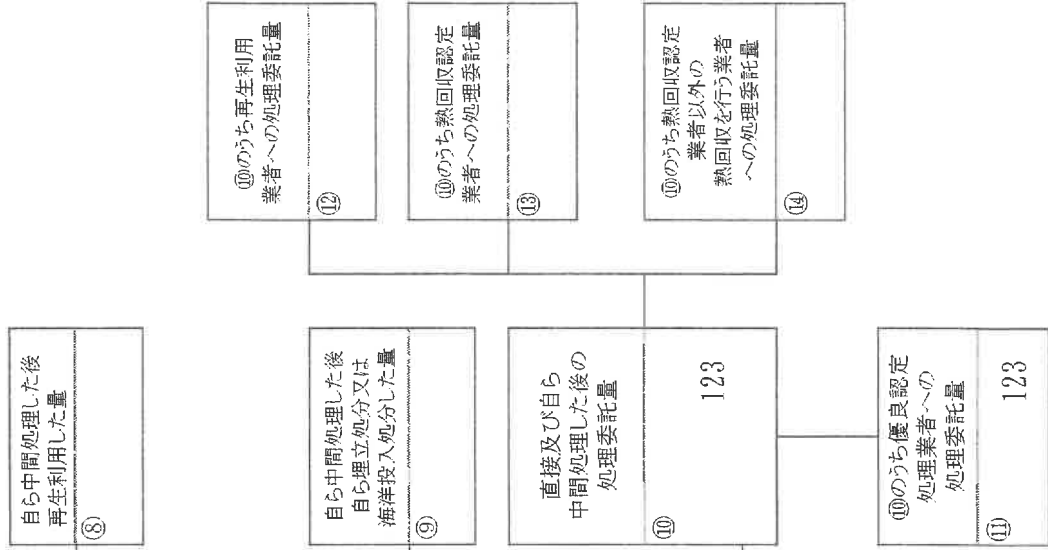 自ら中間処理した後
再生利用した量
⑧
自ら中間処理した後
自ら埋立処分又は
海洋投入処分した量
⑨
直接及び自ら
中間処理した後の
処理委託量
⑩
123
⑩のうち優良認定
処理業者への
処理委託量
⑪
123
⑩のうち再生利用
業者への処理委託量
⑫
⑩のうち熱回収認定
業者への処理委託量
⑬
⑩のうち熱回収認定
業者以外の
熱回収を行う業者
への処理委託量
⑭